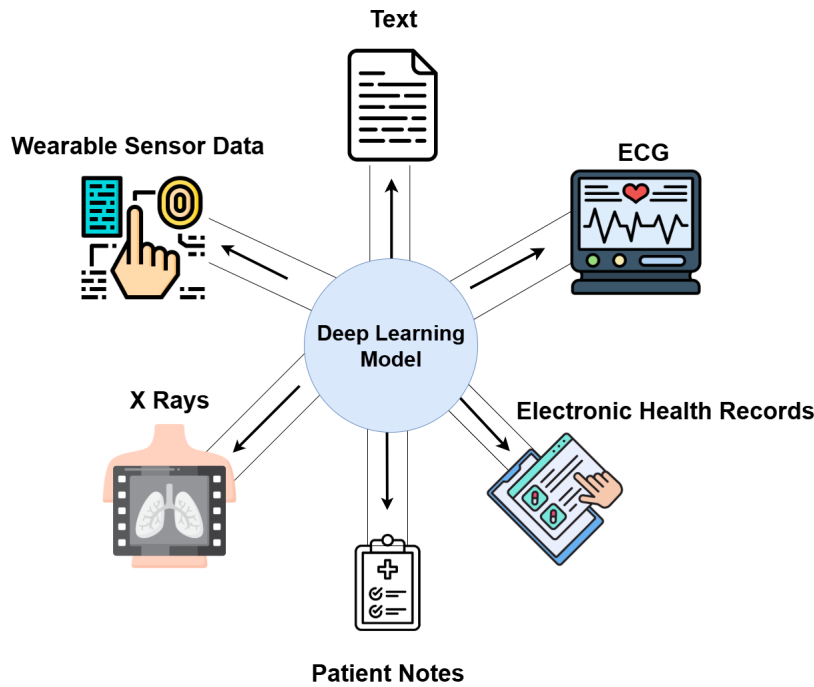 Text
Wearable Sensor Data
ECG
Deep Learning
Model
X Rays
Electronic Health Records
Patient Notes